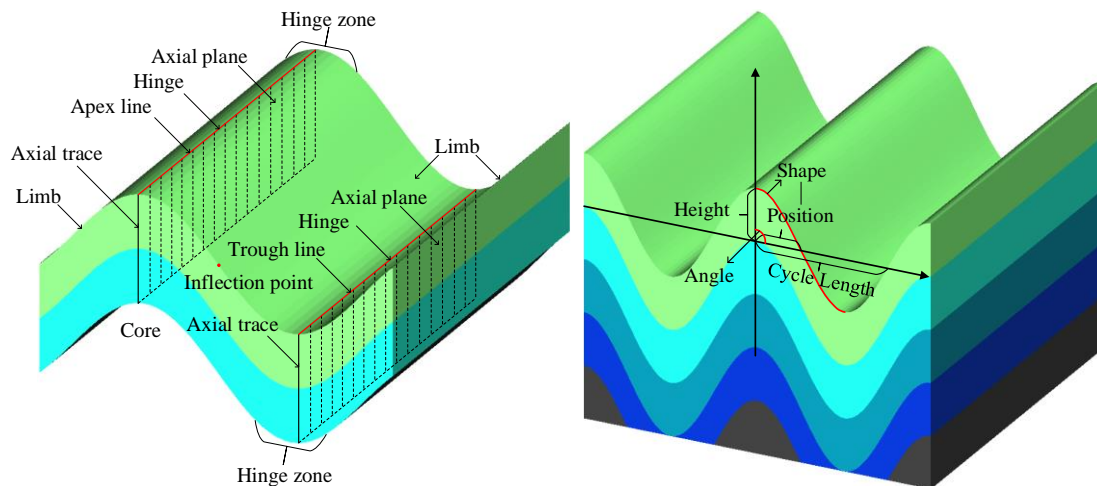 Hinge zone
Axial plane
Hinge
Apex line
Axial trace
Limb
Limb
Axial plane
Hinge
Trough line
Inflection point
Axial trace
Core
Hinge zone
Shape
Height
Position
Angle
Cycle Length